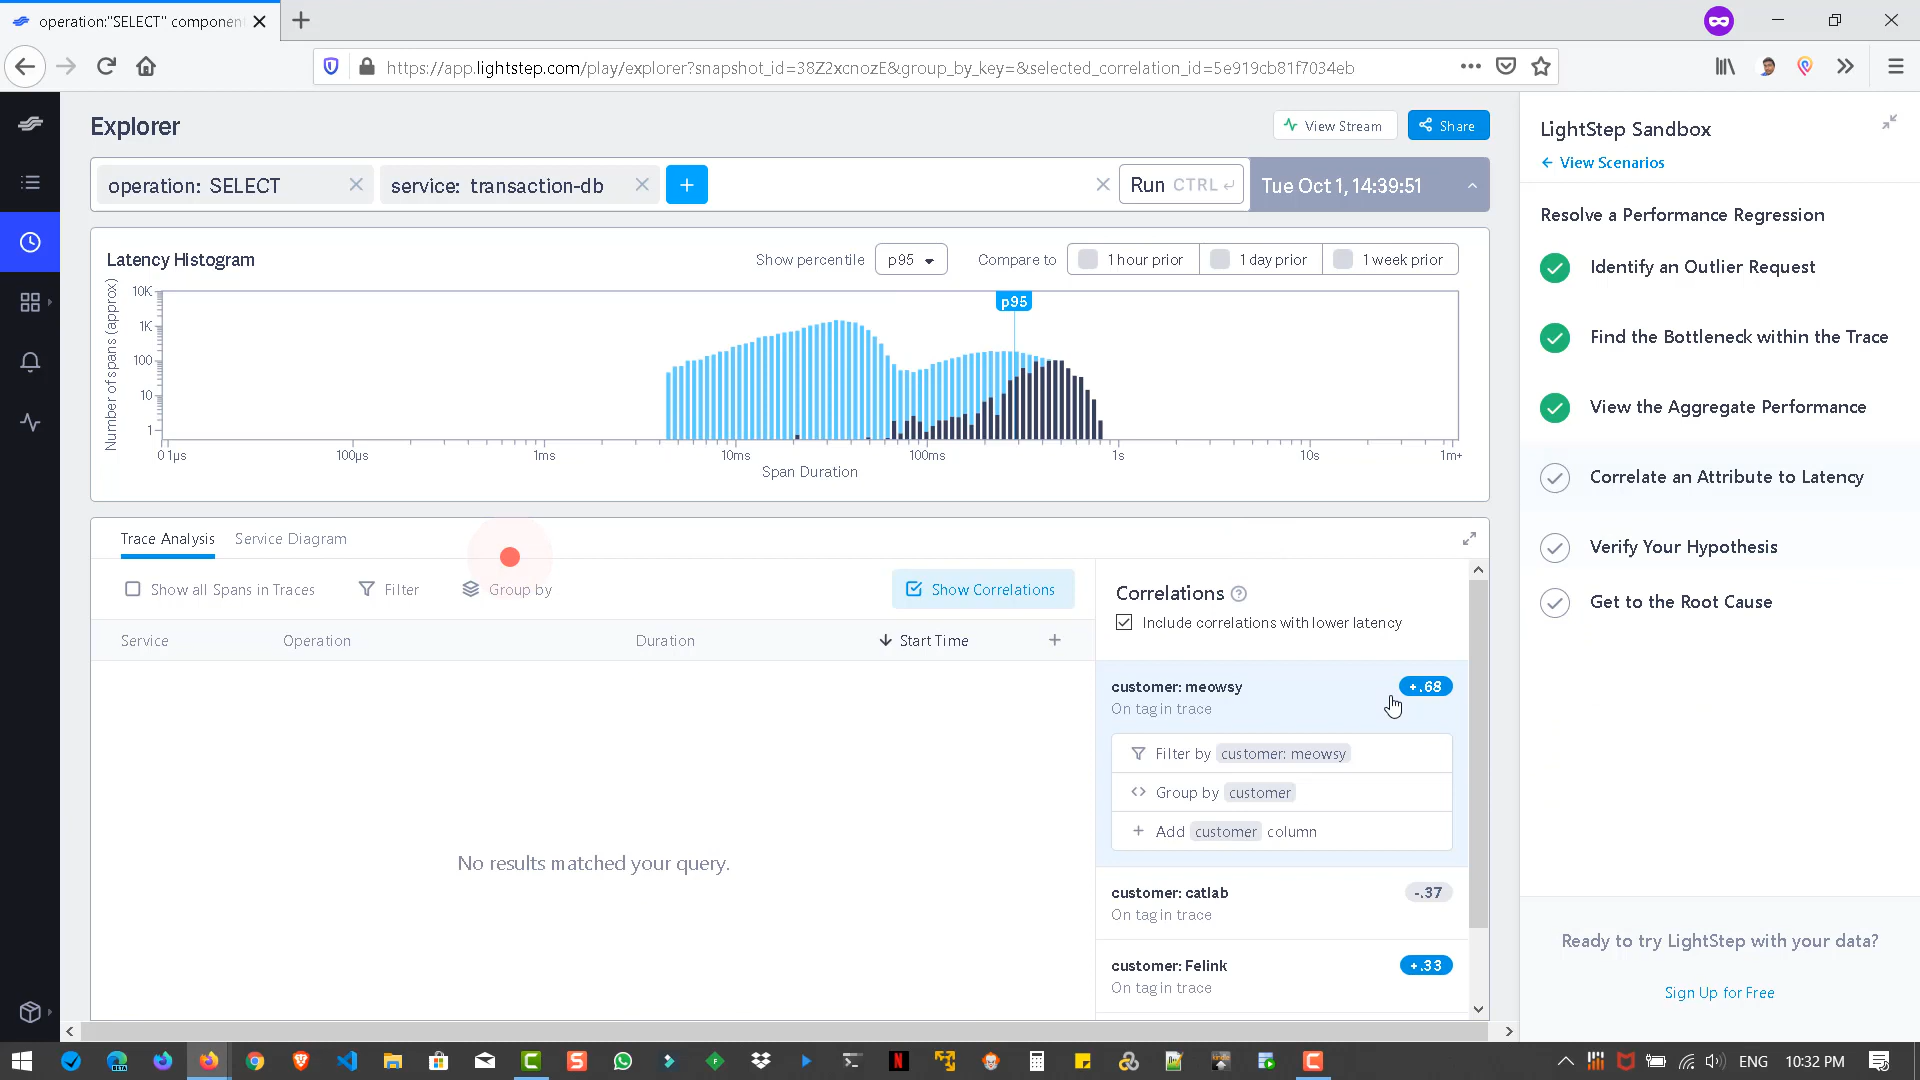 operation:"SELECT" component
https://app.lightstep.com/play/explorer?snapshot_id=38Z2xcnozE&group_by_key=&selected_correlation_id=5e919cb81f7034eb
Explorer
View Stream
Share
operation: SELECT
service: transaction-db
+
Run CTRL
Tue Oct 1, 14:39:51
Latency Histogram
Show percentile
p95
Compare to
1 hour prior
1 day prior
1 week prior
Number of spans (approx)
10K
1K
100
10
1
p95
0 1µs
100µs
1ms
10ms
100ms
1s
10s
1m+
Span Duration
Trace Analysis
Service Diagram
Show all Spans in Traces
Filter
Group by
Show Correlations
Service
Operation
Duration
Start Time
No results matched your query.
Correlations
Include correlations with lower latency
customer: meowsy
+.68
On tag in trace
Filter by customer: meowsy
Group by customer
Add customer column
customer: catlab
-.37
On tag in trace
customer: Felink
+.33
On tag in trace
LightStep Sandbox
View Scenarios
Resolve a Performance Regression
Identify an Outlier Request
Find the Bottleneck within the Trace
View the Aggregate Performance
Correlate an Attribute to Latency
Verify Your Hypothesis
Get to the Root Cause
Ready to try LightStep with your data?
Sign Up for Free
ENG
10:32 PM